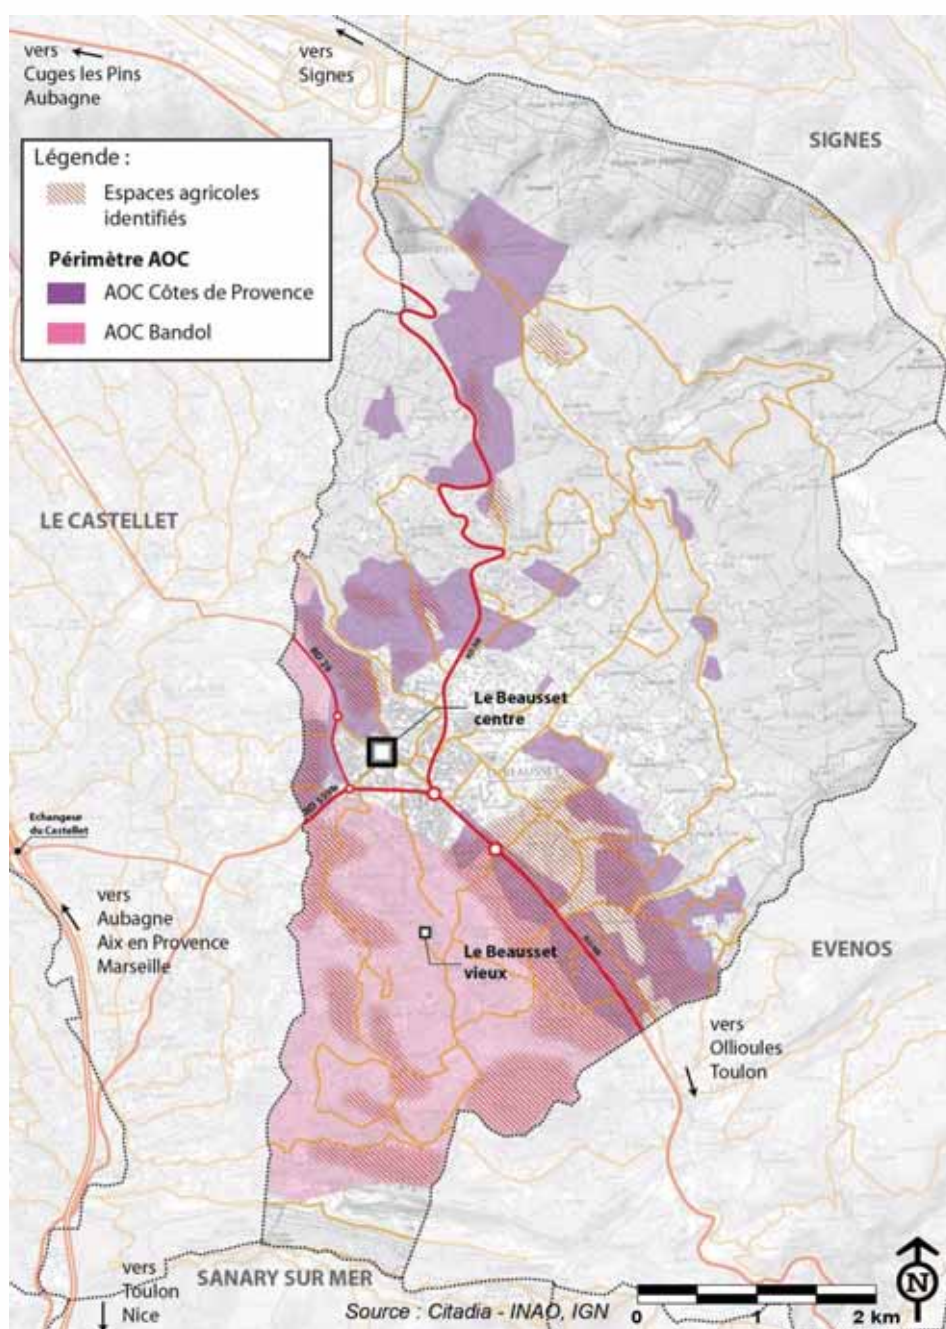 vers
Cuges les Pins
Aubagne
vers
Signes
SIGNES
Légende :
Espaces agricoles
identifiés
Périmètre AOC
AOC Côtes de Provence
AOC Bandol
LE CASTELLET
RD 26
Le Beausset
centre
Echangeur
du Castellet
vers
Aubagne
Aix en Provence
Marseille
Le Beausset
vieux
EVENOS
vers
Ollioules
Toulon
vers
Toulon
Nice
SANARY SUR MER
Source : Citadia - INAO, IGN
N
0 1 2 km